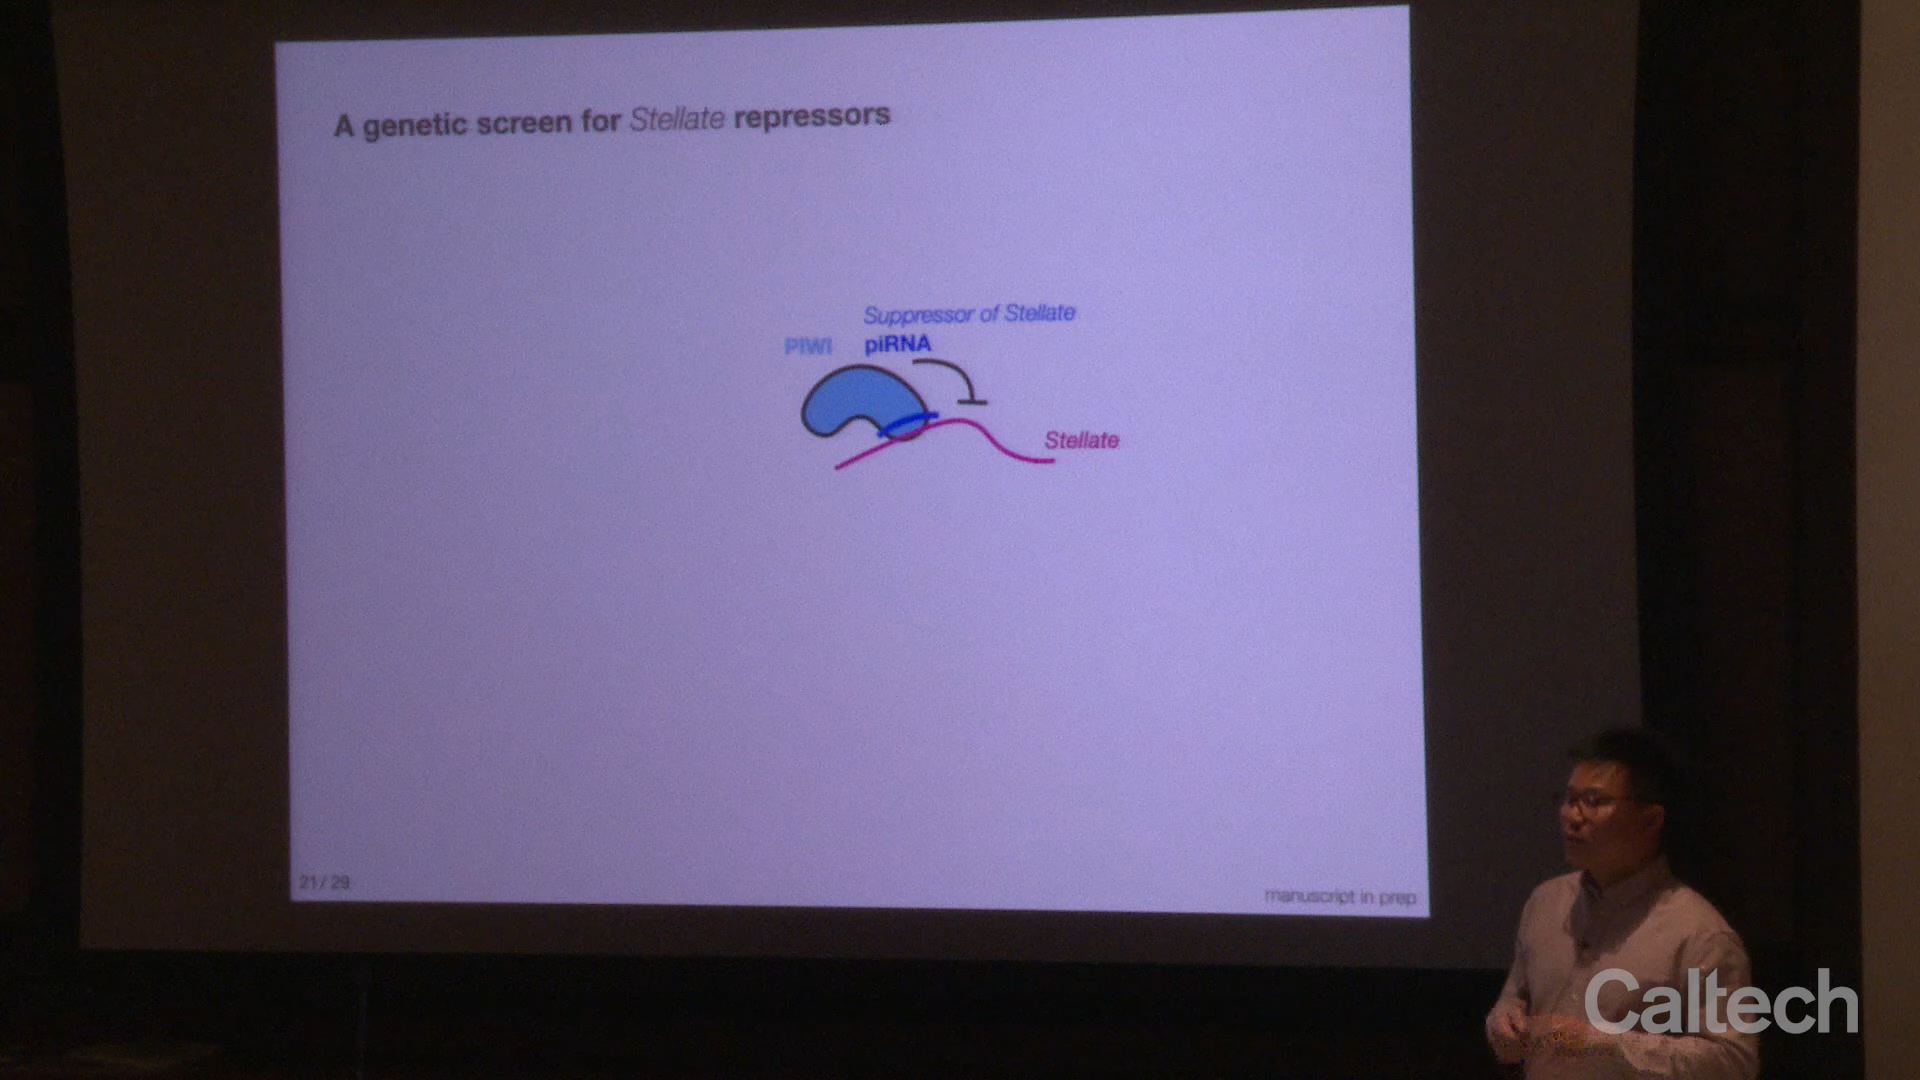 A genetic screen for Stellate repressors
Suppressor of Stellate
PIWI piRNA
Stellate
21 / 29
manuscript in prep
Caltech